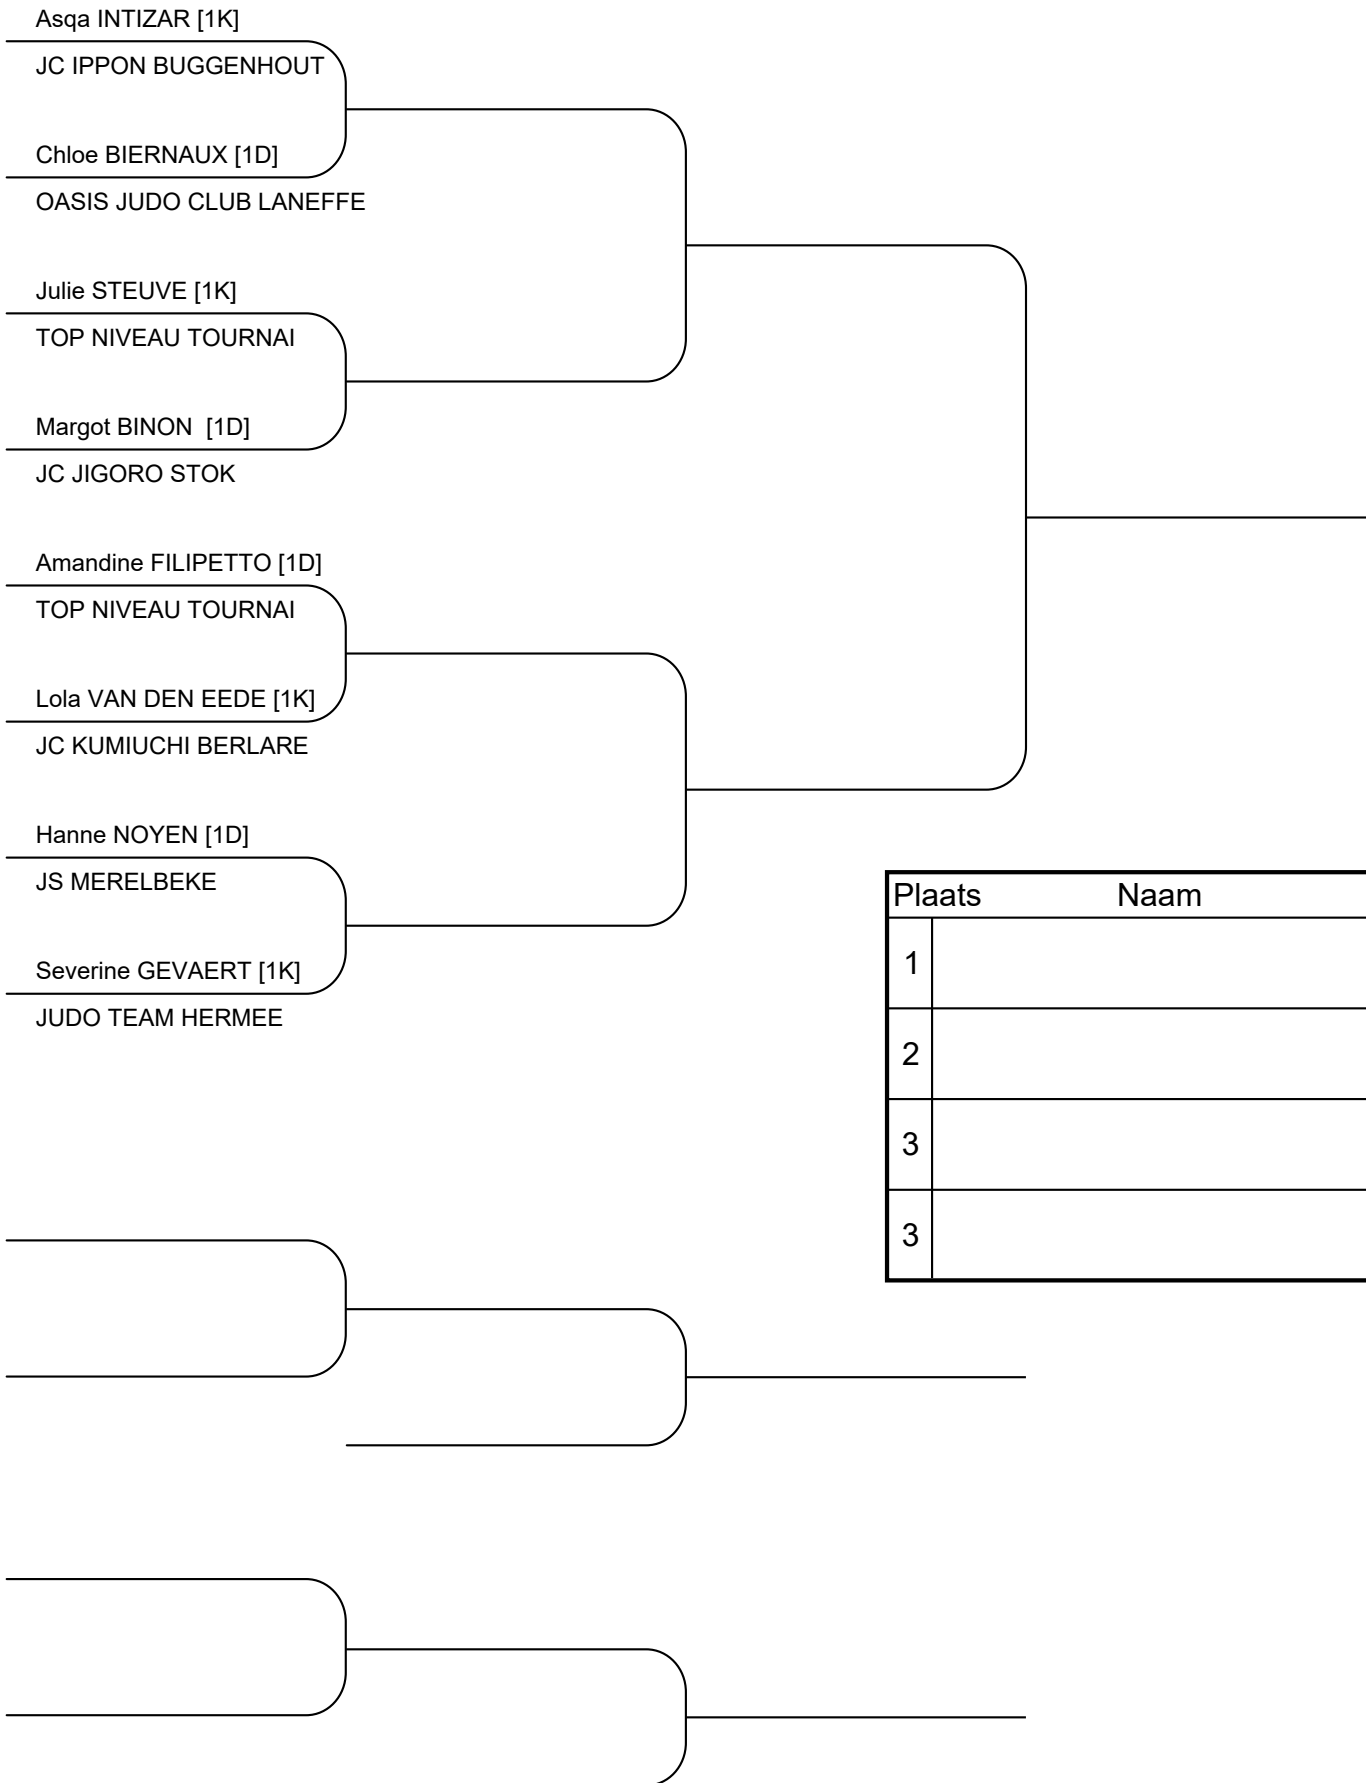 Asqa INTIZAR [1K]
JC IPPON BUGGENHOUT
Chloe BIERNAUX [1D]
OASIS JUDO CLUB LANEFFE
Julie STEUVE [1K]
TOP NIVEAU TOURNAI
Margot BINON  [1D]
JC JIGORO STOK
Amandine FILIPETTO [1D]
TOP NIVEAU TOURNAI
Lola VAN DEN EEDE [1K]
JC KUMIUCHI BERLARE
Hanne NOYEN [1D]
JS MERELBEKE
Severine GEVAERT [1K]
JUDO TEAM HERMEE
Plaats Naam
1
2
3
3